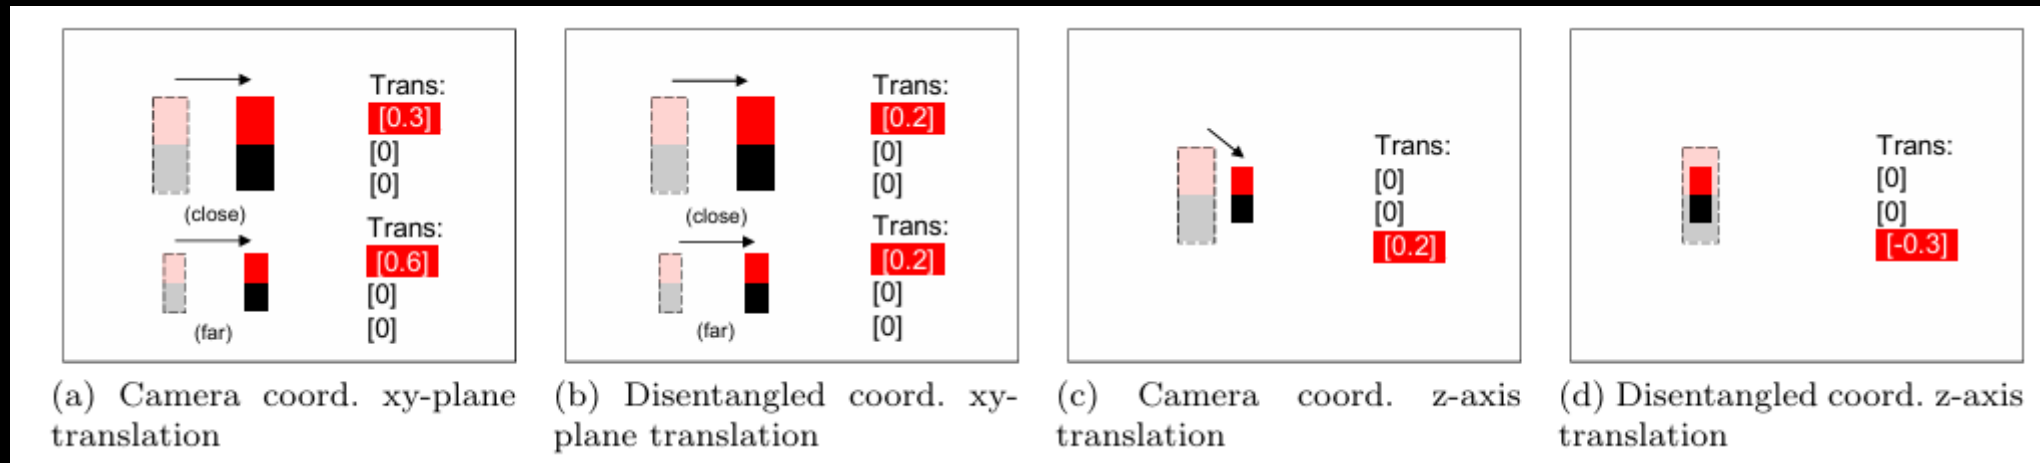 Trans:
[0.3]
[0]
[0]
(close)
Trans:
[0.6]
[0]
[0]
(far)
(a) Camera coord. xy-plane
translation
Trans:
[0.2]
[0]
[0]
(close)
Trans:
[0.2]
[0]
[0]
(far)
(b) Disentangled coord. xy-
plane translation
Trans:
[0]
[0]
[0.2]
(c) Camera coord. z-axis
translation
Trans:
[0]
[0]
[-0.3]
(d) Disentangled coord. z-axis
translation